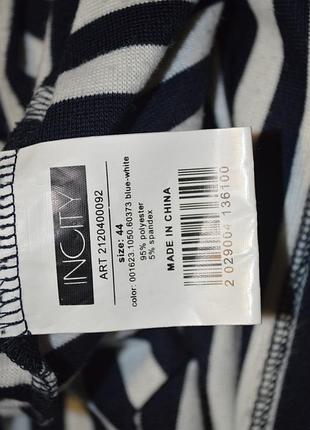 INCITY
ART 2120400092
size: 44
color: 001623.1050.60373 blue-white
95% polyester
5% spandex
MADE IN CHINA
2 029004 136100